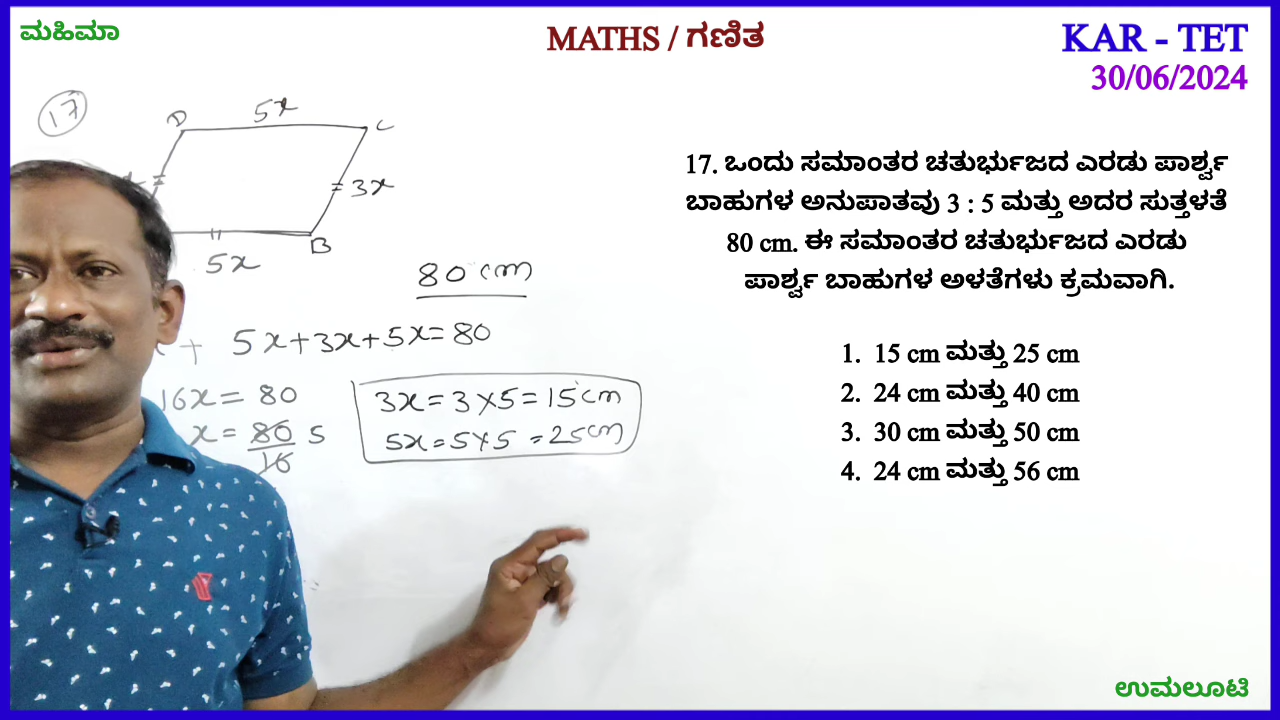 ಮಹಿಮಾ
MATHS / ಗಣಿತ
KAR - TET
30/06/2024
17
D 5x C
3x
B
5x
80 cm
+ 5x+3x+5x=80
16x = 80
x = 80/16 5
3x = 3×5 = 15cm
5x = 5×5 = 25cm
17. ಒಂದು ಸಮಾಂತರ ಚತುರ್ಭುಜದ ಎರಡು ಪಾರ್ಶ್ವ
ಬಾಹುಗಳ ಅನುಪಾತವು 3 : 5 ಮತ್ತು ಅದರ ಸುತ್ತಳತೆ
80 cm. ಈ ಸಮಾಂತರ ಚತುರ್ಭುಜದ ಎರಡು
ಪಾರ್ಶ್ವ ಬಾಹುಗಳ ಅಳತೆಗಳು ಕ್ರಮವಾಗಿ.
1. 15 cm ಮತ್ತು 25 cm
2. 24 cm ಮತ್ತು 40 cm
3. 30 cm ಮತ್ತು 50 cm
4. 24 cm ಮತ್ತು 56 cm
ಉಮಲೂಟಿ